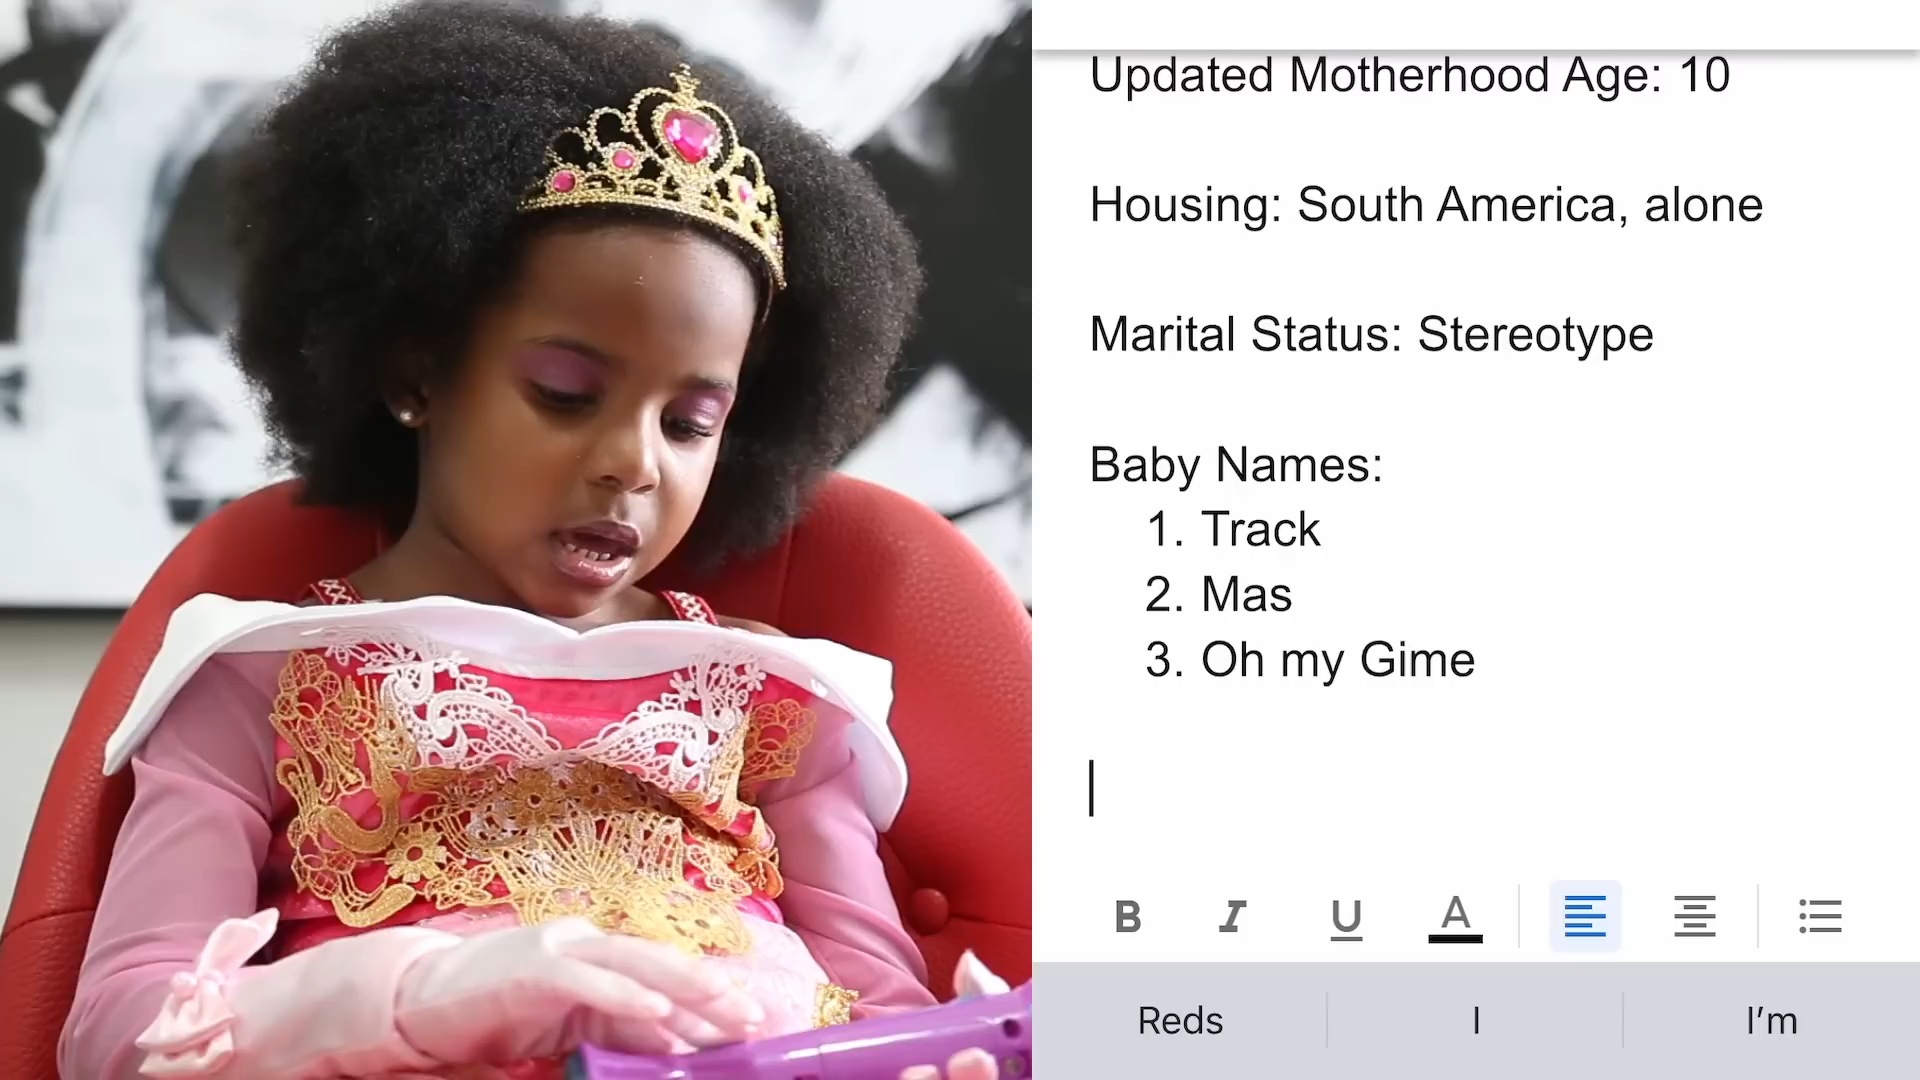 Updated Motherhood Age: 10
Housing: South America, alone
Marital Status: Stereotype
Baby Names:
1. Track
2. Mas
3. Oh my Gime
B I U A
Reds I I'm